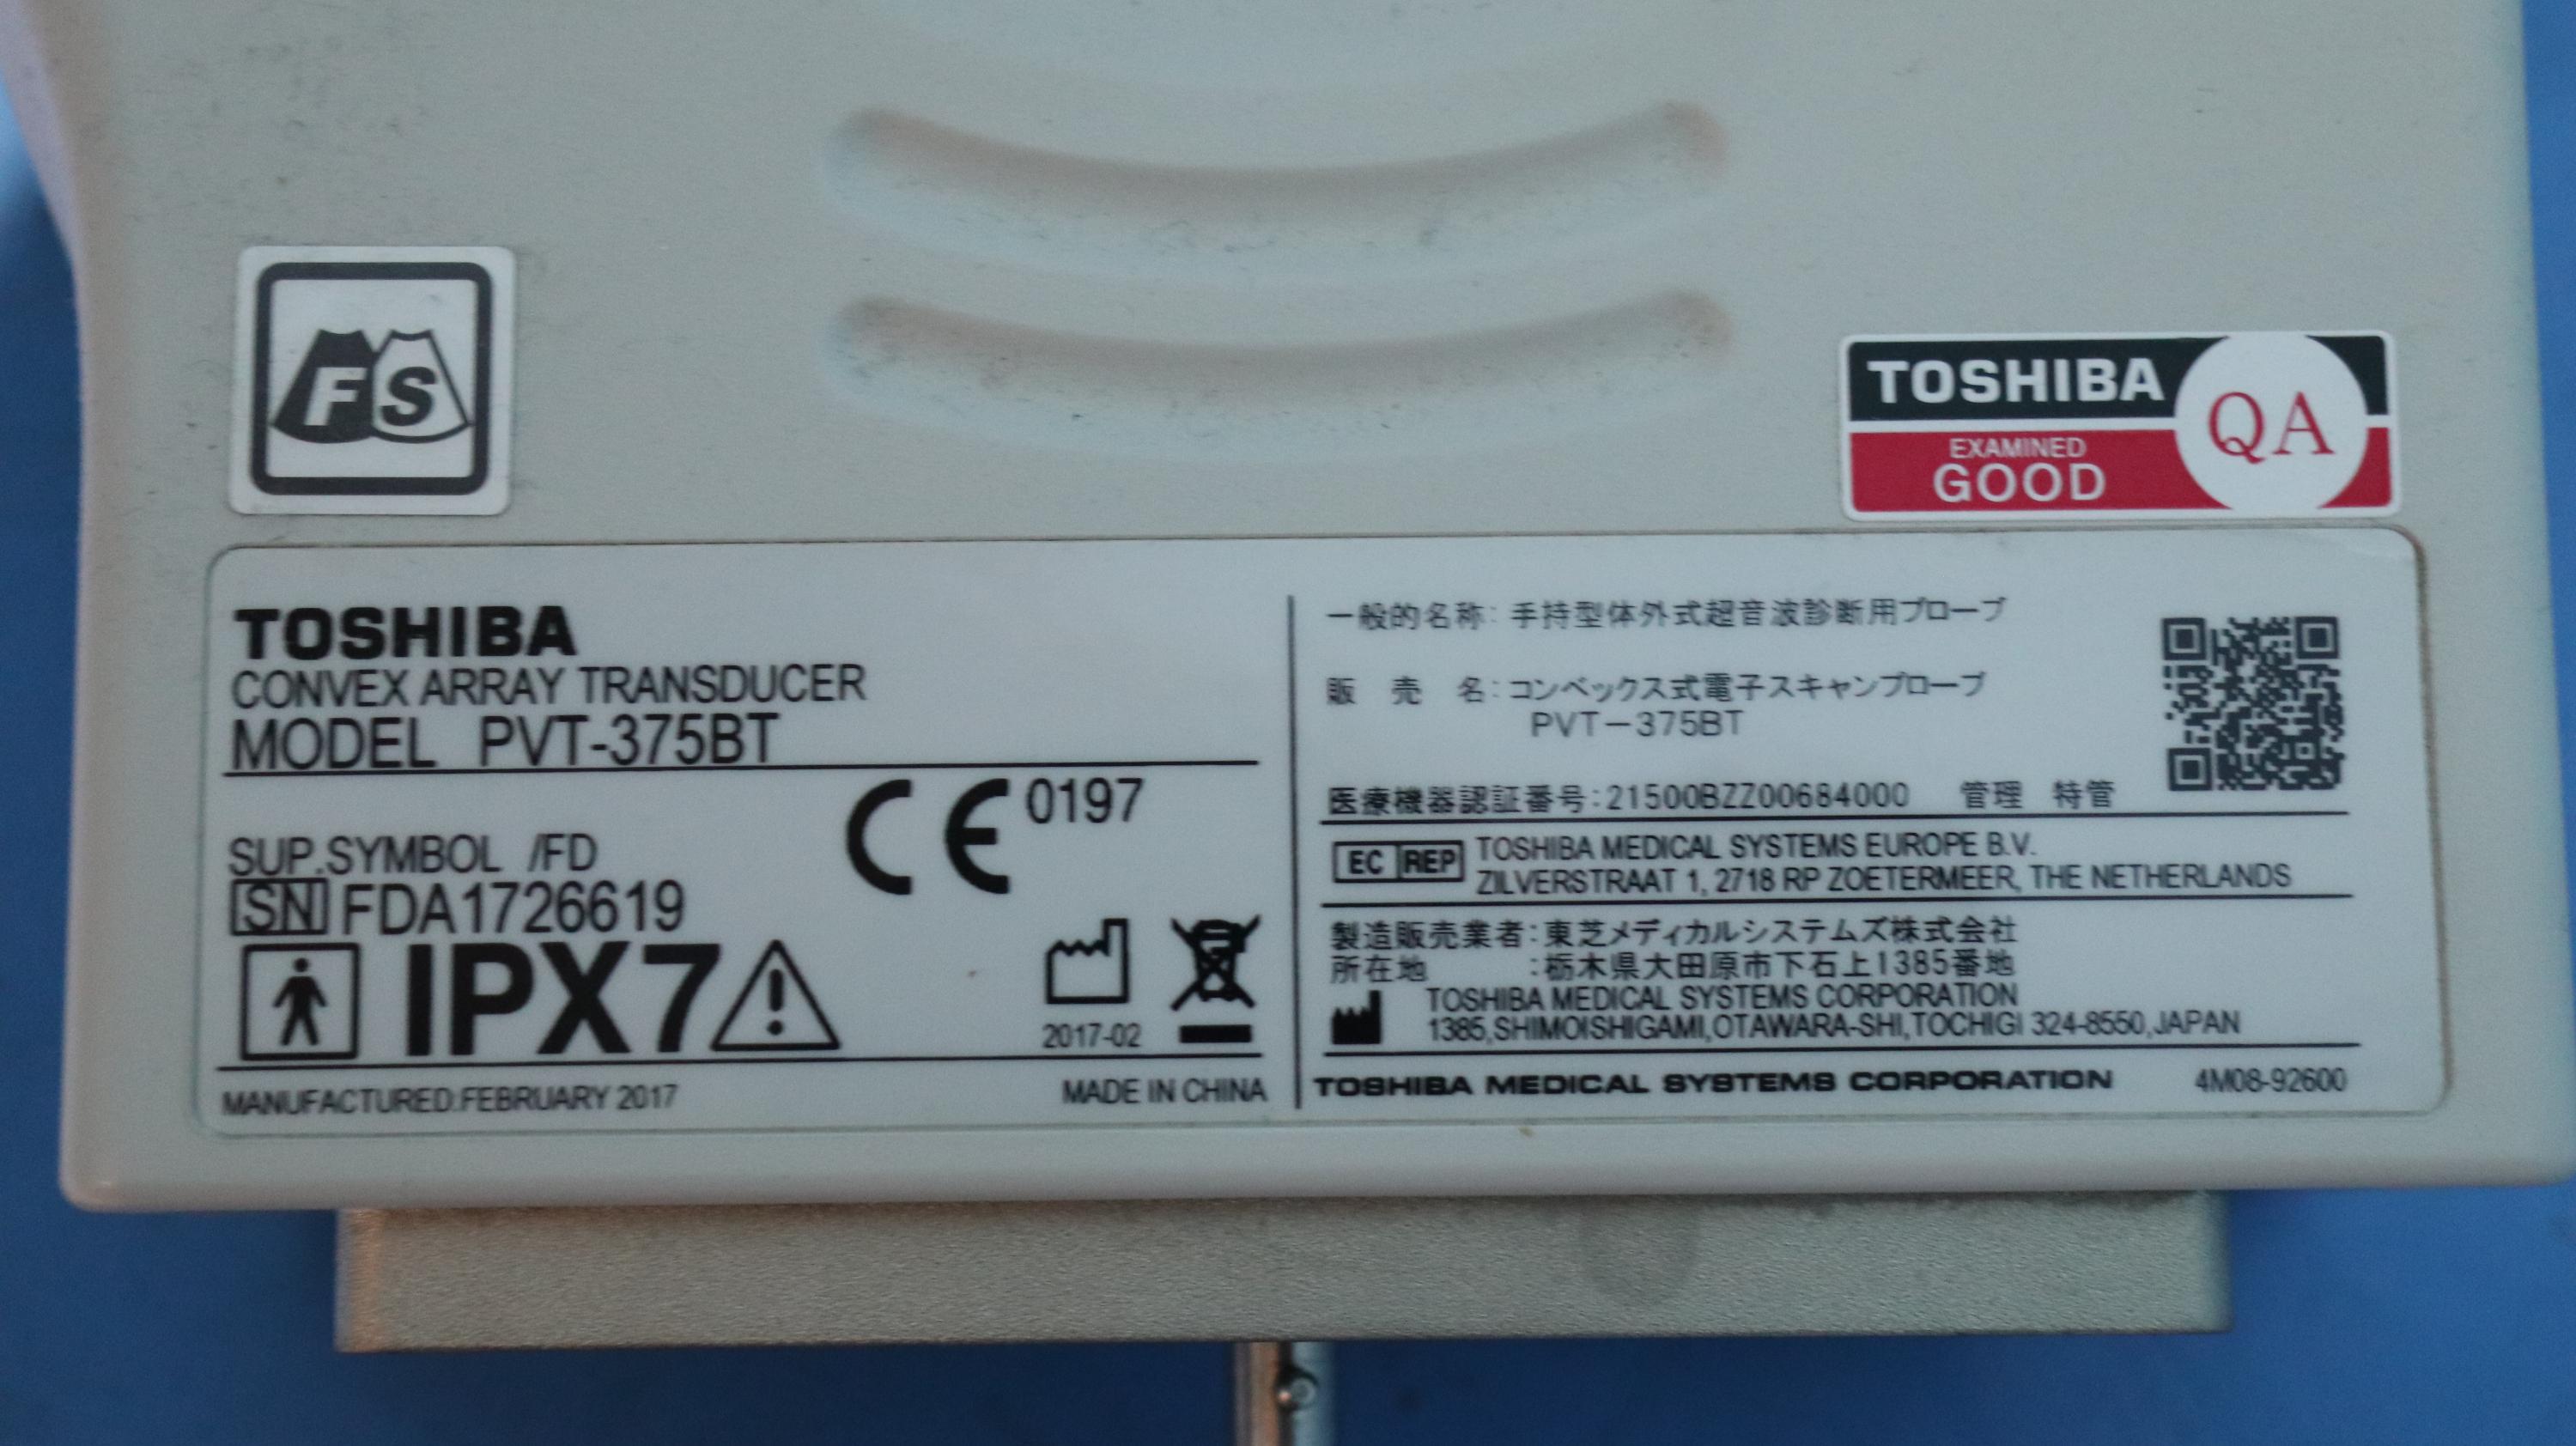 FS
TOSHIBA
EXAMINED
GOOD
QA
TOSHIBA
CONVEX ARRAY TRANSDUCER
MODEL PVT-375BT
CE 0197
SUP.SYMBOL /FD
SN FDA1726619
IPX7
2017-02
MANUFACTURED:FEBRUARY 2017
MADE IN CHINA
一般的名称:手持型体外式超音波診断用プローブ
販 売 名:コンベックス式電子スキャンプローブ
PVT-375BT
医療機器認証番号:21500BZZ00684000 管理 特管
EC REP TOSHIBA MEDICAL SYSTEMS EUROPE B.V.
ZILVERSTRAAT 1, 2718 RP ZOETERMEER, THE NETHERLANDS
製造販売業者:東芝メディカルシステムズ株式会社
所在地 :栃木県大田原市下石上1385番地
TOSHIBA MEDICAL SYSTEMS CORPORATION
1385,SHIMOISHIGAMI,OTAWARA-SHI,TOCHIGI 324-8550,JAPAN
TOSHIBA MEDICAL SYSTEMS CORPORATION 4M08-92600